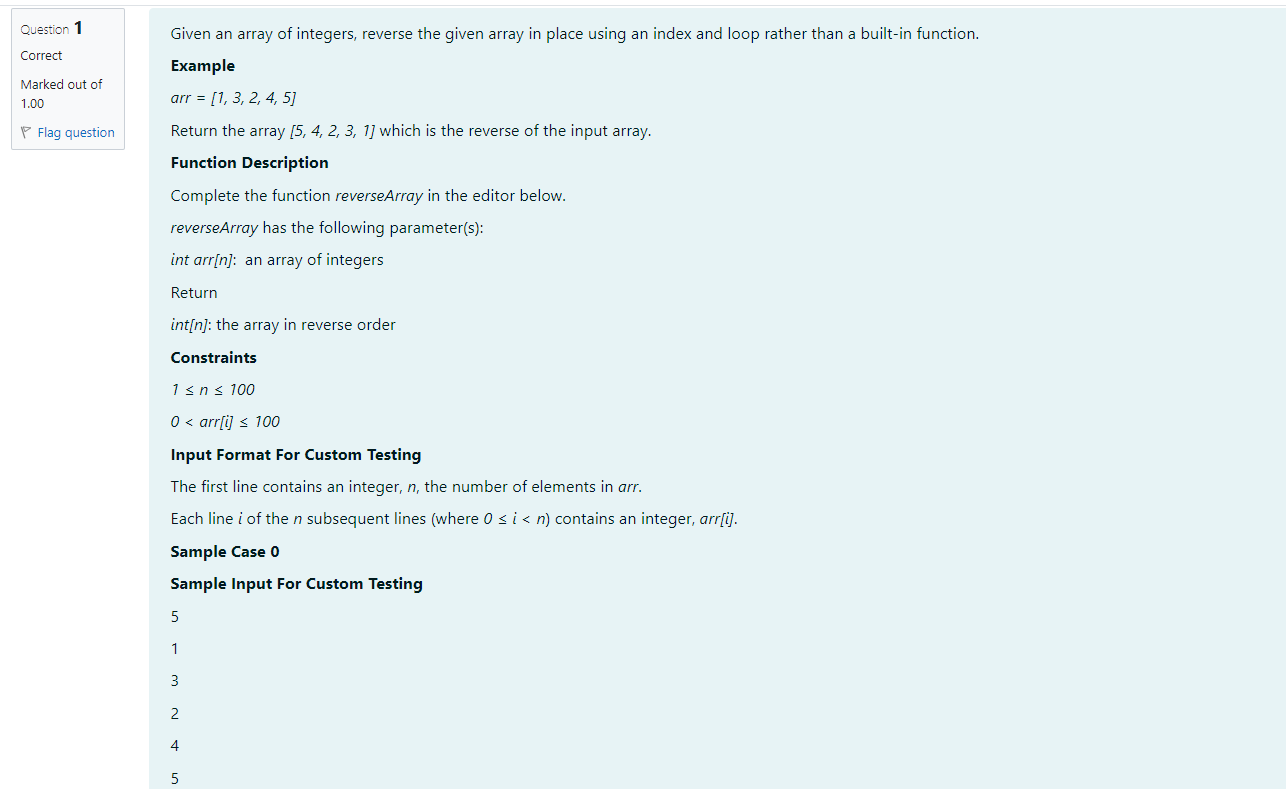 Question 1
Correct
Marked out of
1.00
Flag question
Given an array of integers, reverse the given array in place using an index and loop rather than a built-in function.
Example
arr = [1, 3, 2, 4, 5]
Return the array [5, 4, 2, 3, 1] which is the reverse of the input array.
Function Description
Complete the function reverseArray in the editor below.
reverseArray has the following parameter(s):
int arr[n]: an array of integers
Return
int[n]: the array in reverse order
Constraints
1 ≤ n ≤ 100
0 < arr[i] ≤ 100
Input Format For Custom Testing
The first line contains an integer, n, the number of elements in arr.
Each line i of the n subsequent lines (where 0 ≤ i < n) contains an integer, arr[i].
Sample Case 0
Sample Input For Custom Testing
5
1
3
2
4
5